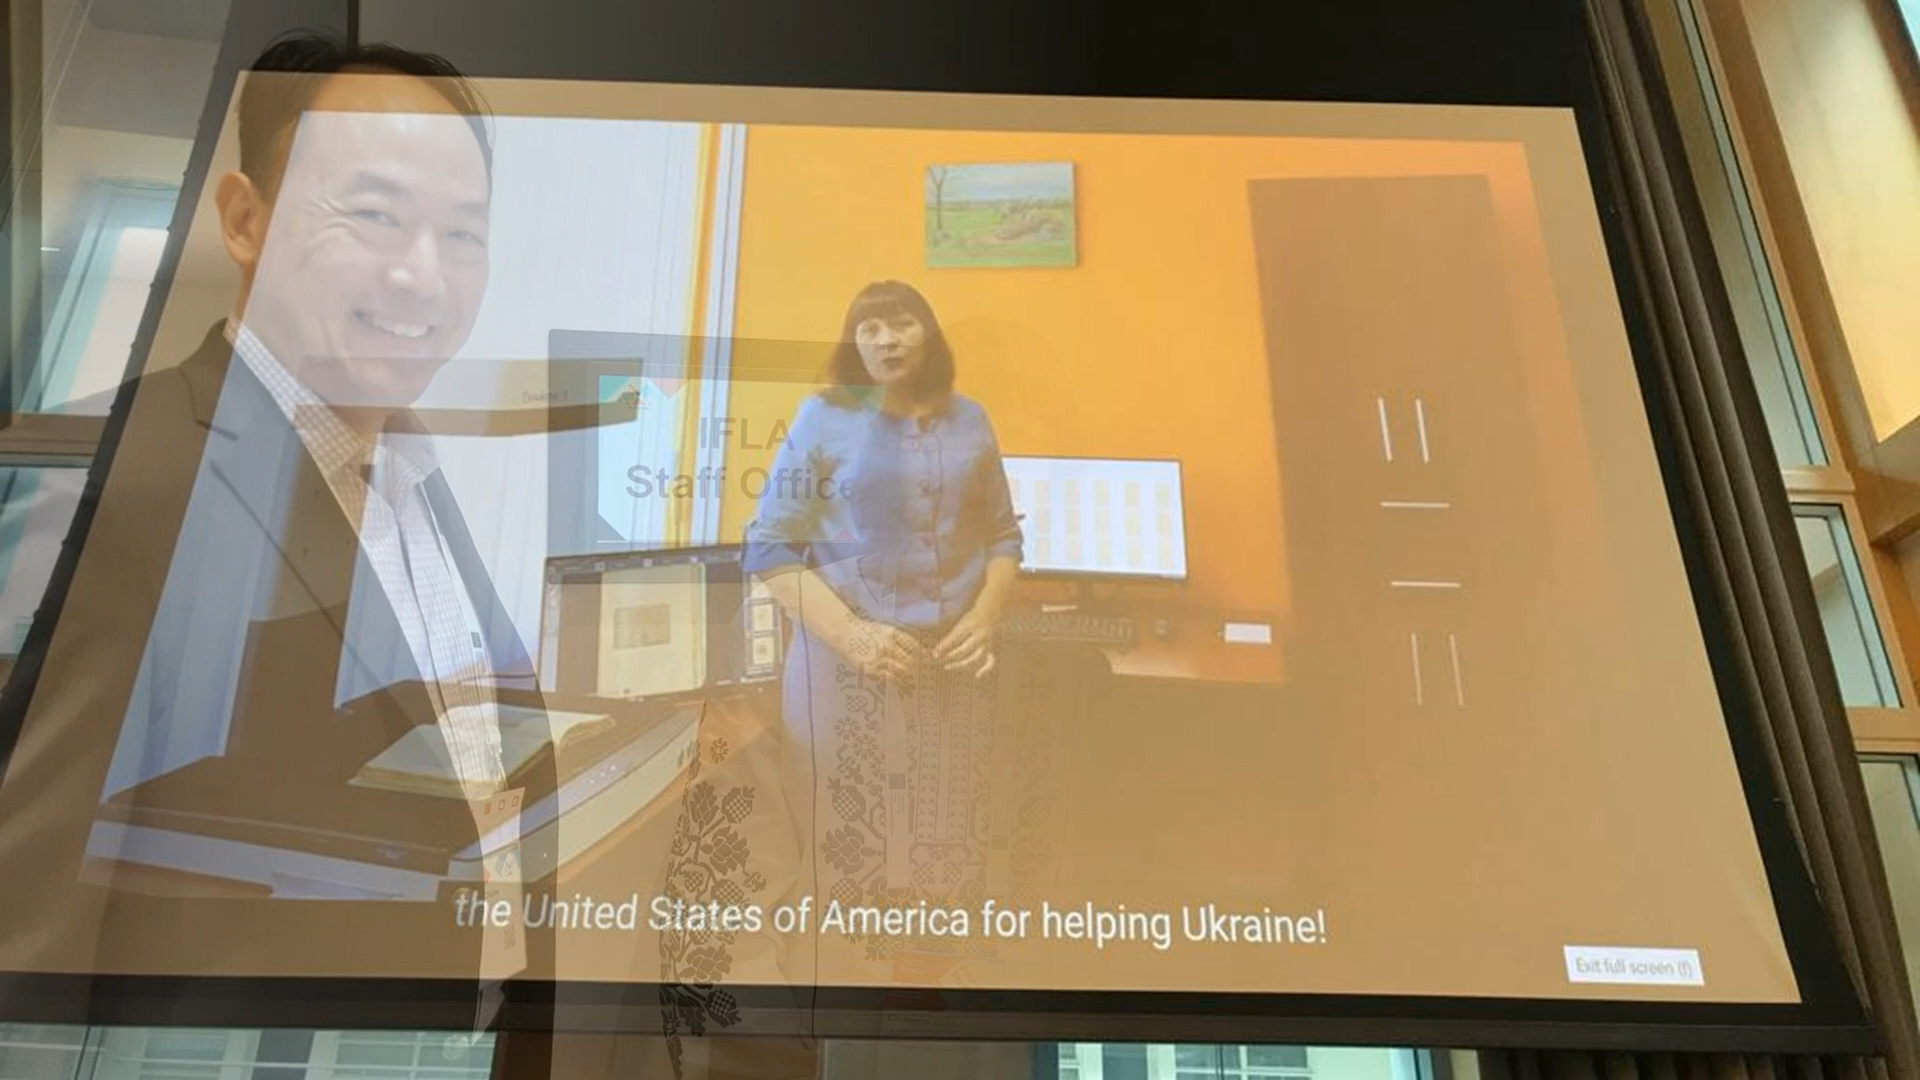 IFLA
Staff Office
the United States of America for helping Ukraine!
Exit full screen (f)